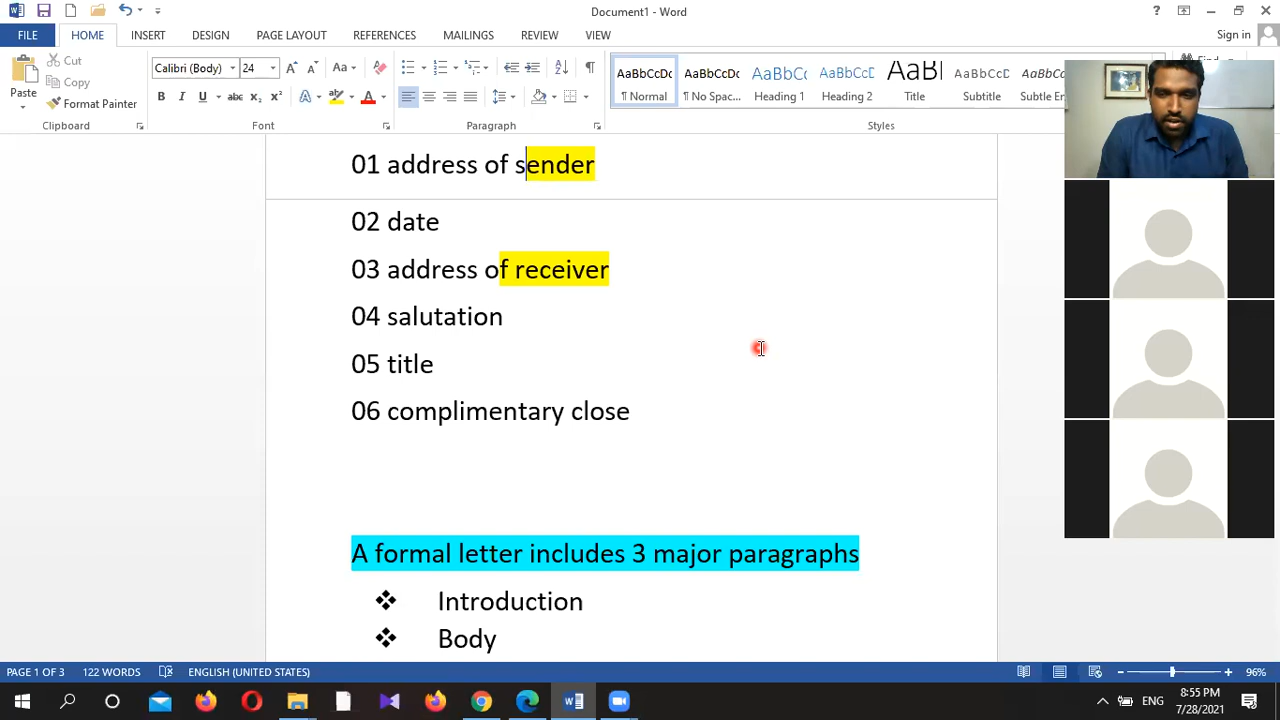 Document1 - Word
?
FILE HOME INSERT DESIGN PAGE LAYOUT REFERENCES MAILINGS REVIEW VIEW Sign in
Paste
Cut
Copy
Format Painter
Clipboard
Calibri (Body) 24
Font
Paragraph
AaBbCcDc AaBbCcDc AaBbCc AaBbCcD AaBl AaBbCcD AaBbCcDc
¶ Normal ¶ No Spac... Heading 1 Heading 2 Title Subtitle Subtle Em
Styles
01 address of sender
02 date
03 address of receiver
04 salutation
05 title
06 complimentary close
A formal letter includes 3 major paragraphs
❖ Introduction
❖ Body
PAGE 1 OF 3 122 WORDS ENGLISH (UNITED STATES) 96%
ENG 8:55 PM
7/28/2021